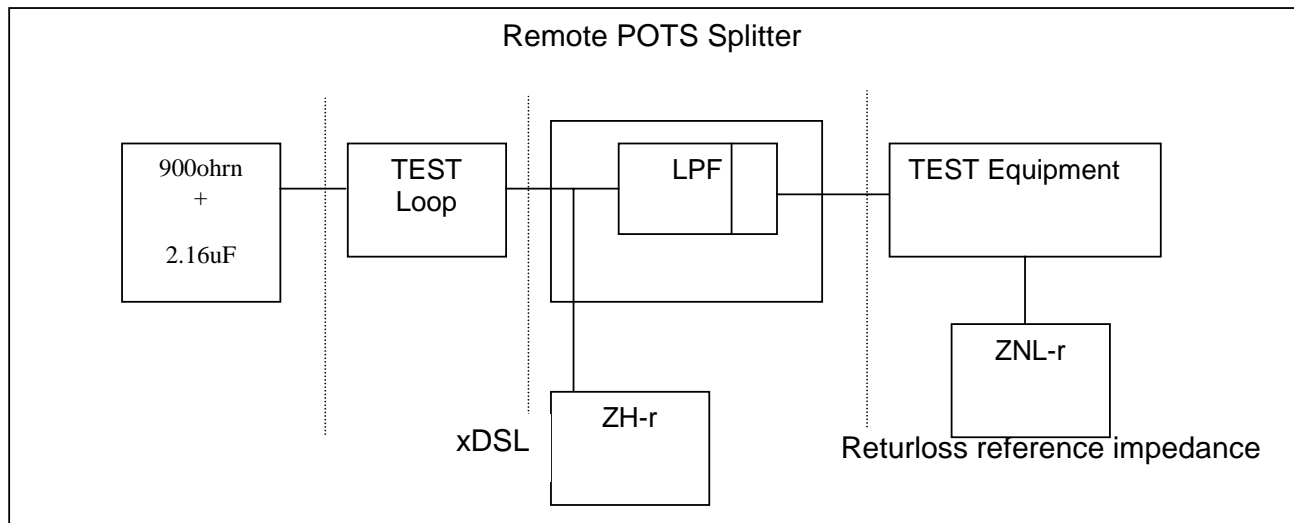 Remote POTS Splitter
900ohrn
+
2.16uF
TEST
Loop
LPF
TEST Equipment
ZH-r
xDSL
ZNL-r
Returloss reference impedance